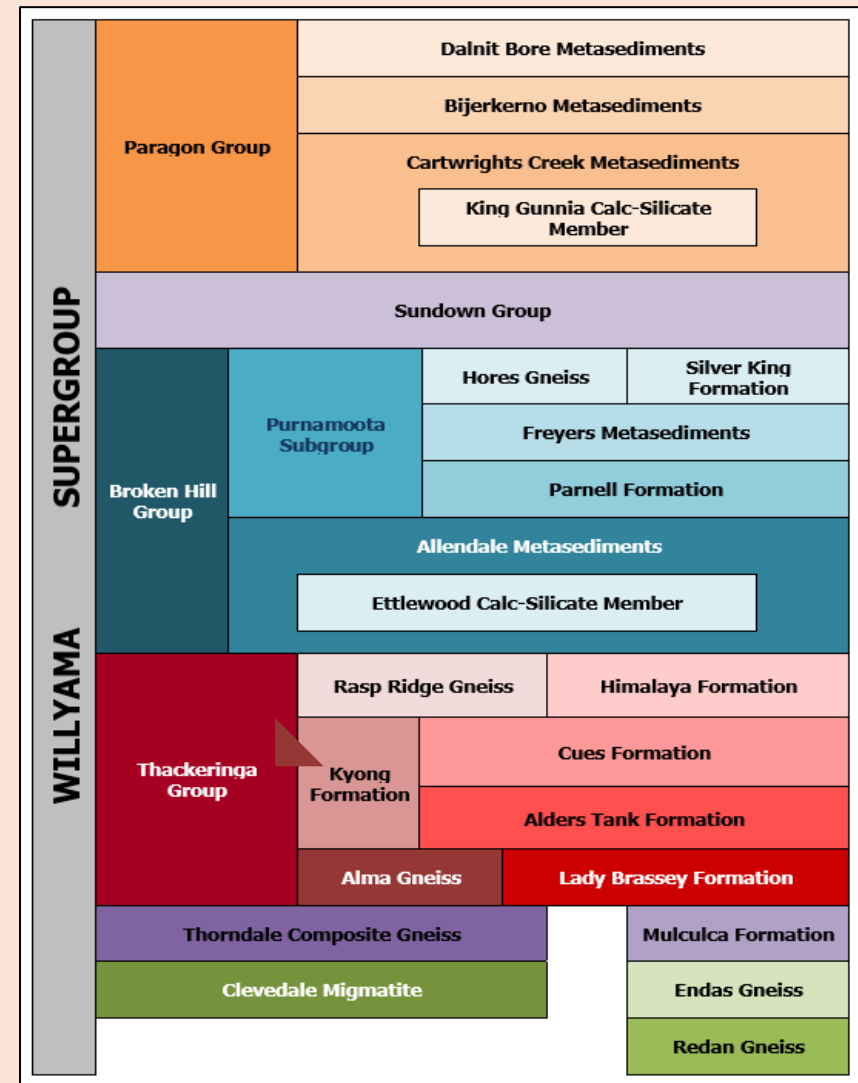 WILLYAMA SUPERGROUP
Paragon Group
Dalnit Bore Metasediments
Bijerkerno Metasediments
Cartwrights Creek Metasediments
King Gunnia Calc-Silicate
Member
Sundown Group
Broken Hill
Group
Purnamoota
Subgroup
Hores Gneiss
Silver King
Formation
Freyers Metasediments
Parnell Formation
Allendale Metasediments
Ettlewood Calc-Silicate Member
Thackeringa
Group
Rasp Ridge Gneiss
Himalaya Formation
Kyong
Formation
Cues Formation
Alders Tank Formation
Alma Gneiss
Lady Brassey Formation
Thorndale Composite Gneiss
Mulculca Formation
Clevedale Migmatite
Endas Gneiss
Redan Gneiss